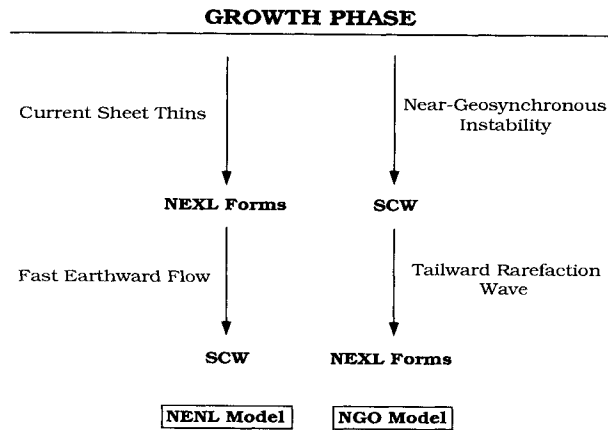 GROWTH PHASE
Current Sheet Thins
Near-Geosynchronous
Instability
NEXL Forms
SCW
Fast Earthward Flow
Tailward Rarefaction
Wave
SCW
NEXL Forms
NENL Model
NGO Model